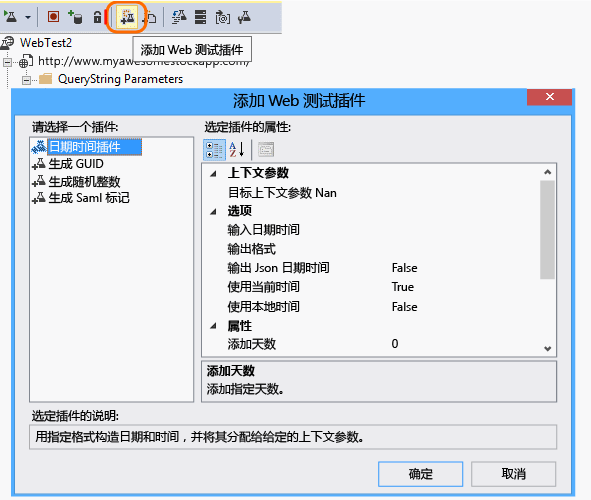 WebTest2
添加 Web 测试插件
http://www.myawesomestockapp.com/
QueryString Parameters
添加 Web 测试插件
请选择一个插件:
日期时间插件
生成 GUID
生成随机整数
生成 Saml 标记
选定插件的属性:
上下文参数
目标上下文参数 Nan
选项
输入日期时间
输出格式
输出 Json 日期时间 False
使用当前时间 True
使用本地时间 False
属性
添加天数 0
添加天数
添加指定天数。
选定插件的说明:
用指定格式构造日期和时间，并将其分配给给定的上下文参数。
确定
取消